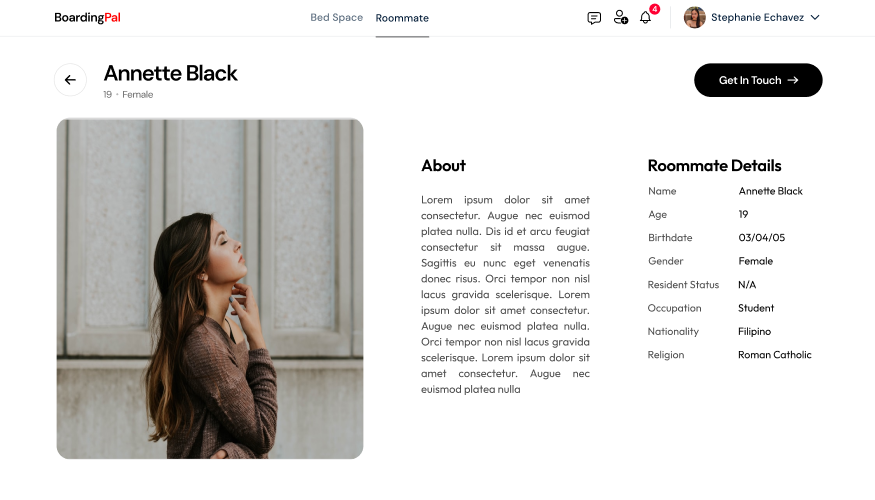 BoardingPal
Bed Space
Roommate
4
Stephanie Echavez
Annette Black
19 · Female
Get In Touch
About
Lorem ipsum dolor sit amet
consectetur. Augue nec euismod
platea nulla. Dis id et arcu feugiat
consectetur sit massa augue.
Sagittis eu nunc eget venenatis
donec risus. Orci tempor non nisl
lacus gravida scelerisque. Lorem
ipsum dolor sit amet consectetur.
Augue nec euismod platea nulla.
Orci tempor non nisl lacus gravida
scelerisque. Lorem ipsum dolor sit
amet consectetur. Augue nec
euismod platea nulla
Roommate Details
Name Annette Black
Age 19
Birthdate 03/04/05
Gender Female
Resident Status N/A
Occupation Student
Nationality Filipino
Religion Roman Catholic